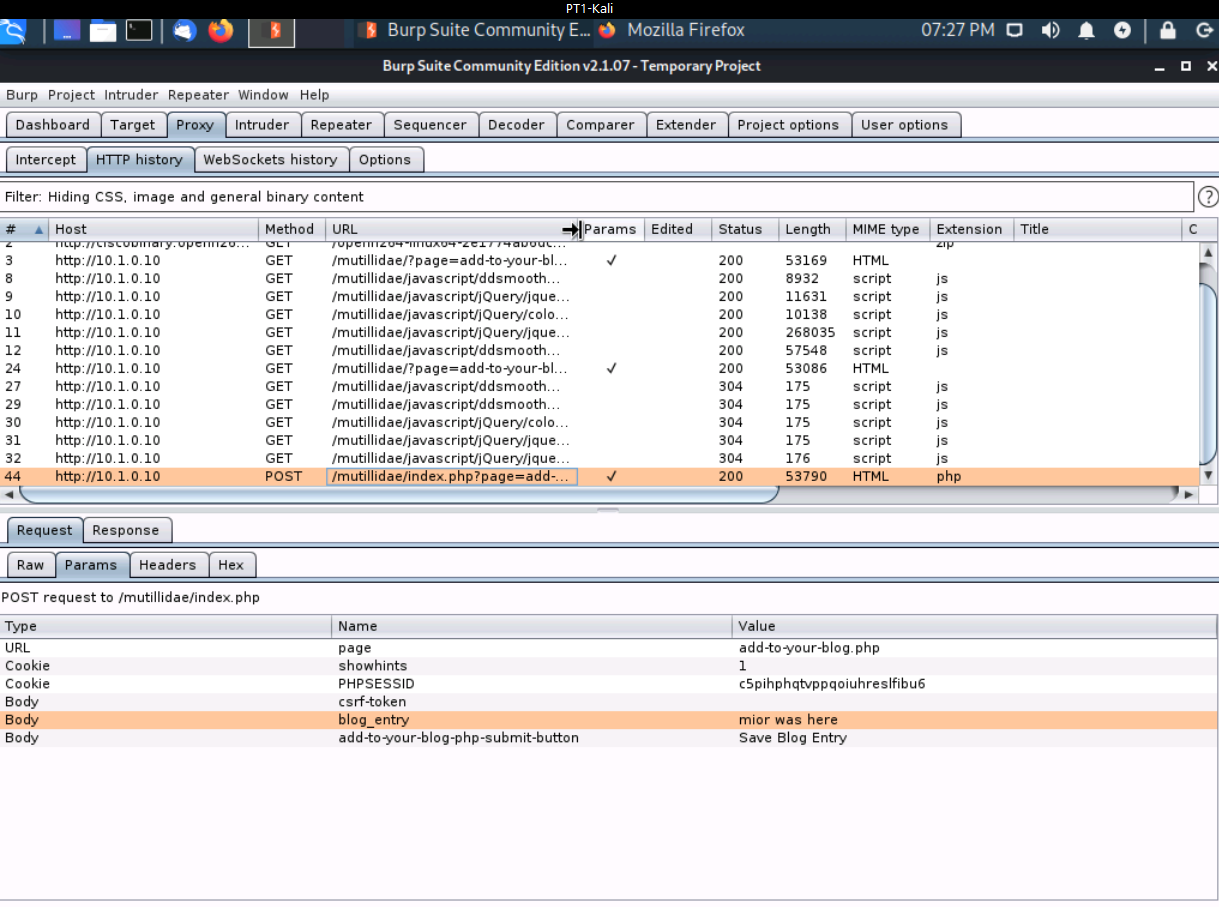 PT1-Kali
Burp Suite Community E... Mozilla Firefox 07:27 PM
Burp Suite Community Edition v2.1.07 - Temporary Project
Burp Project Intruder Repeater Window Help
Dashboard Target Proxy Intruder Repeater Sequencer Decoder Comparer Extender Project options User options
Intercept HTTP history WebSockets history Options
Filter: Hiding CSS, image and general binary content ?
# Host Method URL Params Edited Status Length MIME type Extension Title C
2 GET zip
3 http://10.1.0.10 GET /mutillidae/?page=add-to-your-bl... ✓ 200 53169 HTML
8 http://10.1.0.10 GET /mutillidae/javascript/ddsmooth... 200 8932 script js
9 http://10.1.0.10 GET /mutillidae/javascript/jQuery/jque... 200 11631 script js
10 http://10.1.0.10 GET /mutillidae/javascript/jQuery/colo... 200 10138 script js
11 http://10.1.0.10 GET /mutillidae/javascript/jQuery/jque... 200 268035 script js
12 http://10.1.0.10 GET /mutillidae/javascript/ddsmooth... 200 57548 script js
24 http://10.1.0.10 GET /mutillidae/?page=add-to-your-bl... ✓ 200 53086 HTML
27 http://10.1.0.10 GET /mutillidae/javascript/ddsmooth... 304 175 script js
29 http://10.1.0.10 GET /mutillidae/javascript/ddsmooth... 304 175 script js
30 http://10.1.0.10 GET /mutillidae/javascript/jQuery/colo... 304 175 script js
31 http://10.1.0.10 GET /mutillidae/javascript/jQuery/jque... 304 175 script js
32 http://10.1.0.10 GET /mutillidae/javascript/jQuery/jque... 304 176 script js
44 http://10.1.0.10 POST /mutillidae/index.php?page=add-... ✓ 200 53790 HTML php
Request Response
Raw Params Headers Hex
POST request to /mutillidae/index.php
Type Name Value
URL page add-to-your-blog.php
Cookie showhints 1
Cookie PHPSESSID c5pihphqtvppqoiuhreslfibu6
Body csrf-token
Body blog_entry mior was here
Body add-to-your-blog-php-submit-button Save Blog Entry